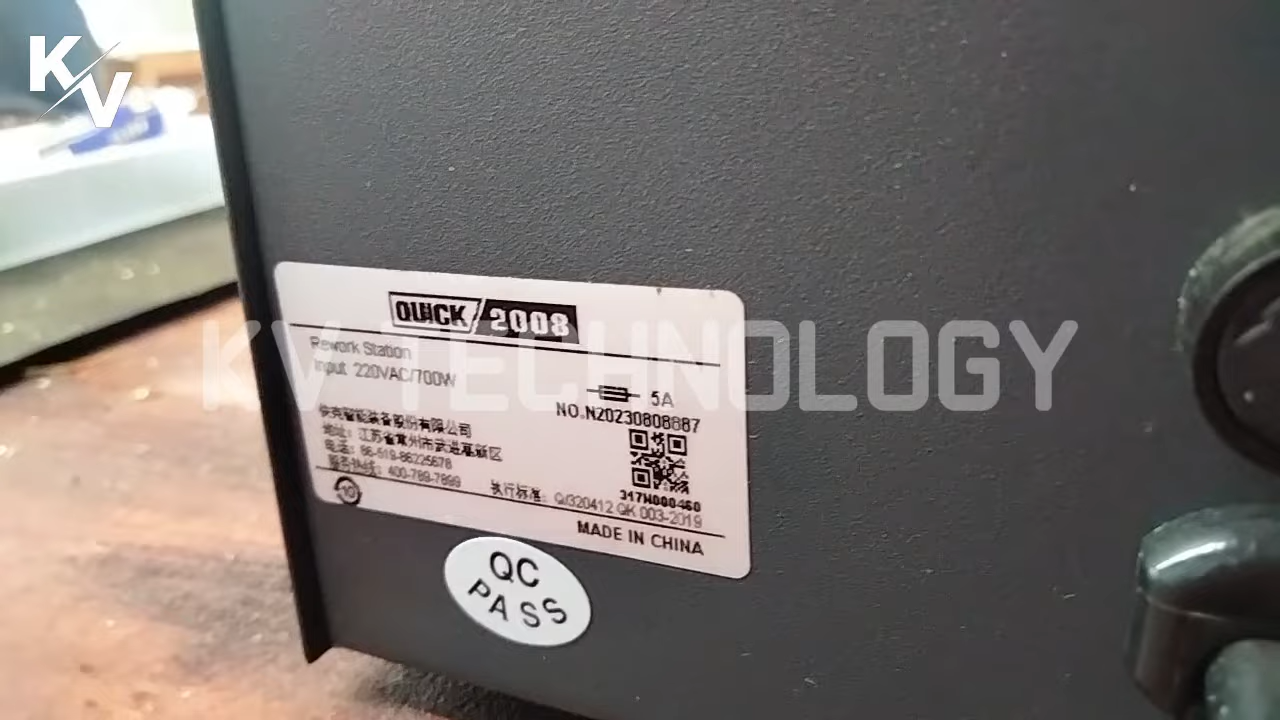 KV
QUICK 2008
KV TECHNOLOGY
Rework Station
Input 220VAC/700W
5A
NO.N20230808887
快克智能装备股份有限公司
地址：江苏省常州市武进高新区
电话：86-519-86225678
服务热线：400-789-7899
317H000460
执行标准：Q/320412 QK 003-2019
10
MADE IN CHINA
QC
PASS